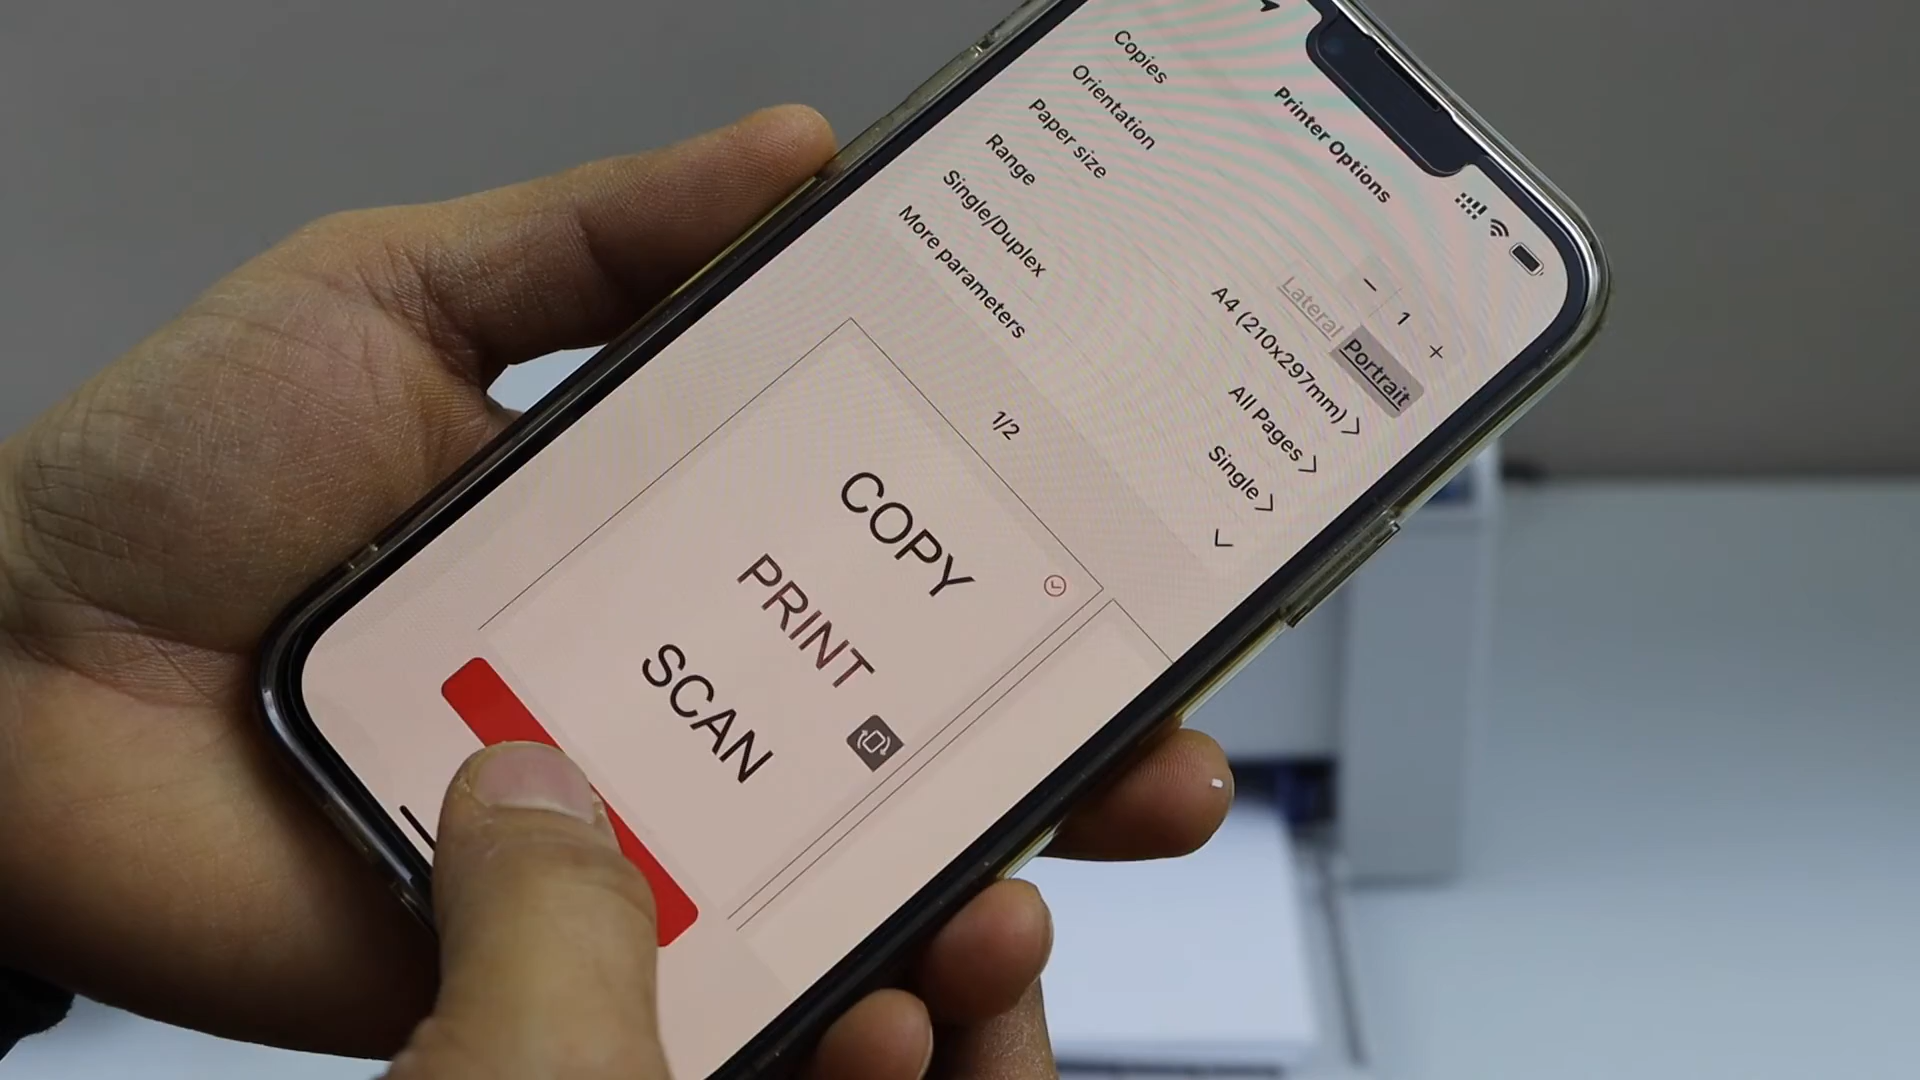 Printer Options
Copies − 1 +
Orientation Lateral Portrait
Paper size A4 (210x297mm) >
Range All Pages >
Single/Duplex Single >
More parameters
1/2
COPY
PRINT
SCAN